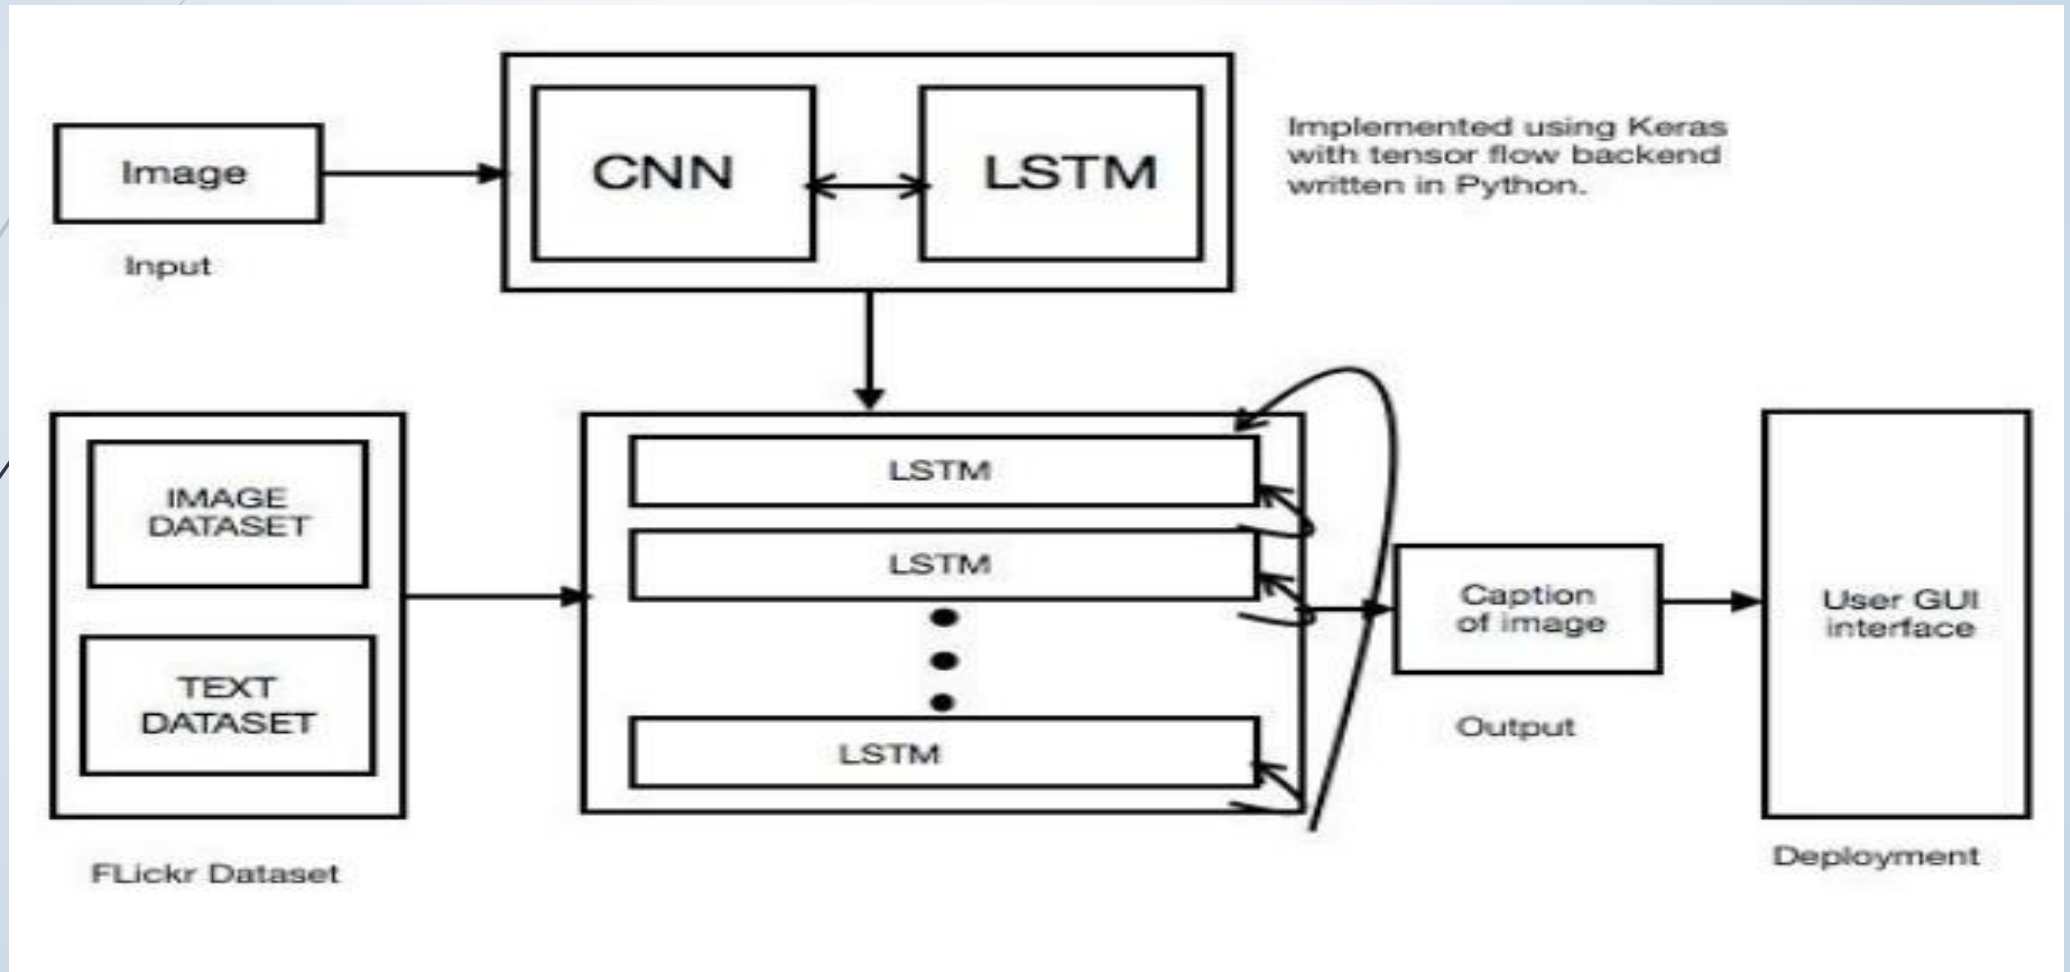 Image
Input
CNN
LSTM
Implemented using Keras
with tensor flow backend
written in Python.
IMAGE
DATASET
TEXT
DATASET
FLickr Dataset
LSTM
LSTM
LSTM
Caption
of image
Output
User GUI
interface
Deployment